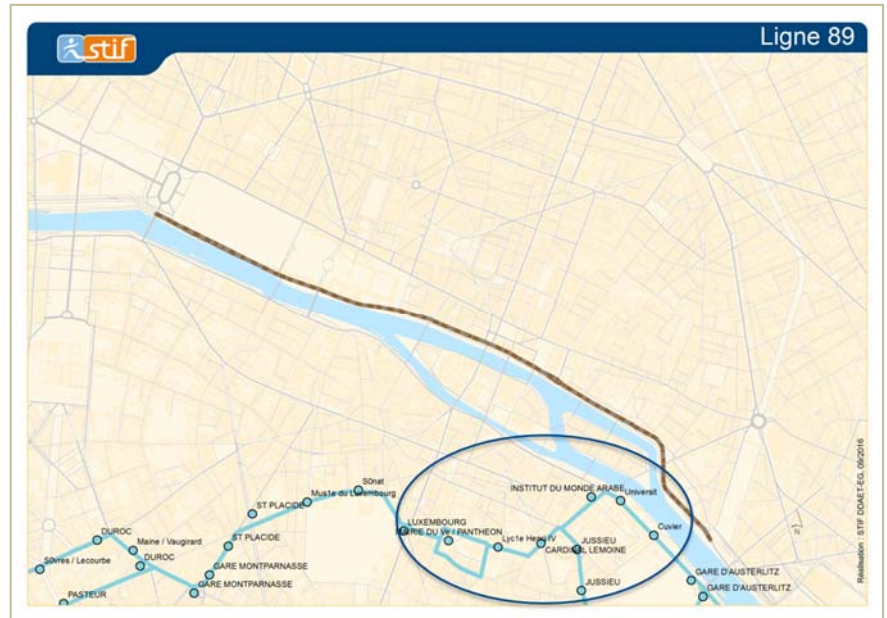 stif
Ligne 89
S0nat
Mus1e du Luxembourg
ST PLACIDE
INSTITUT DU MONDE ARABE
Universit
LUXEMBOURG
MAIRIE DU Ve / PANTHEON
Cuvier
DUROC
Maine / Vaugirard
ST PLACIDE
Lyc1e Henri IV
JUSSIEU
CARDINAL LEMOINE
S0vres / Lecourbe
DUROC
GARE MONTPARNASSE
GARE D'AUSTERLITZ
PASTEUR
GARE MONTPARNASSE
JUSSIEU
GARE D'AUSTERLITZ
N
Réalisation : STIF DDAET-EG, 09/2016